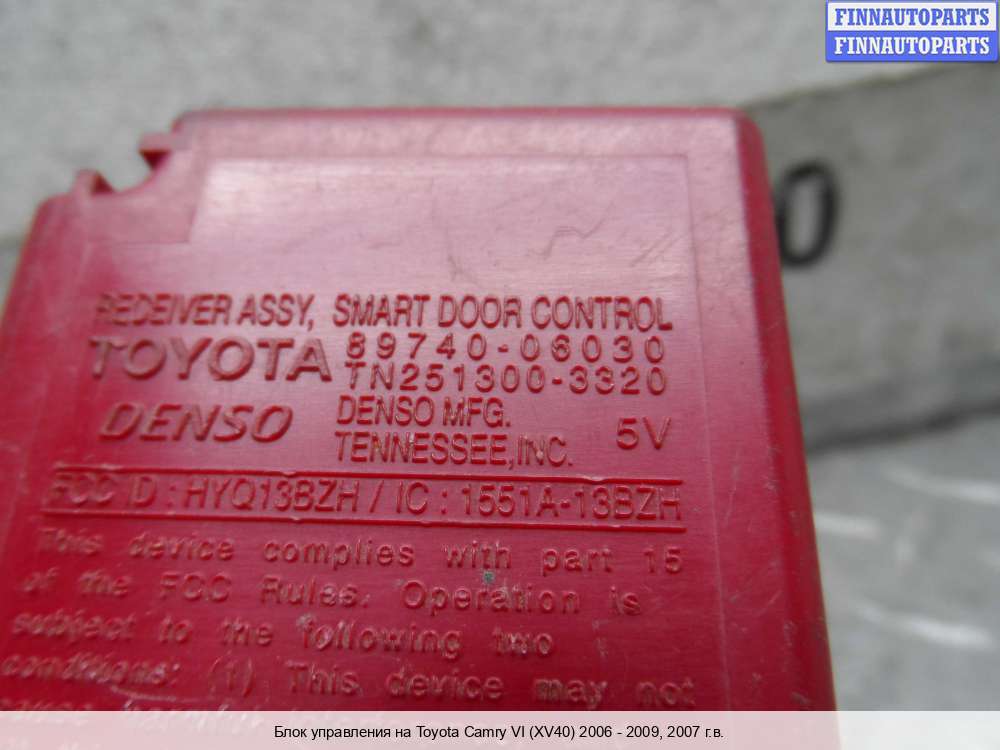 FINNAUTOPARTS
FINNAUTOPARTS
0
RECEIVER ASSY, SMART DOOR CONTROL
TOYOTA 89740-06030
TN251300-3320
DENSO DENSO MFG.
TENNESSEE, INC. 5V
FCC ID : HYQ13BZH / IC : 1551A-13BZH
This device complies with part 15
of the FCC Rules. Operation is
subject to the following two
conditions: (1) This device may not
Блок управления на Toyota Camry VI (XV40) 2006 - 2009, 2007 г.в.